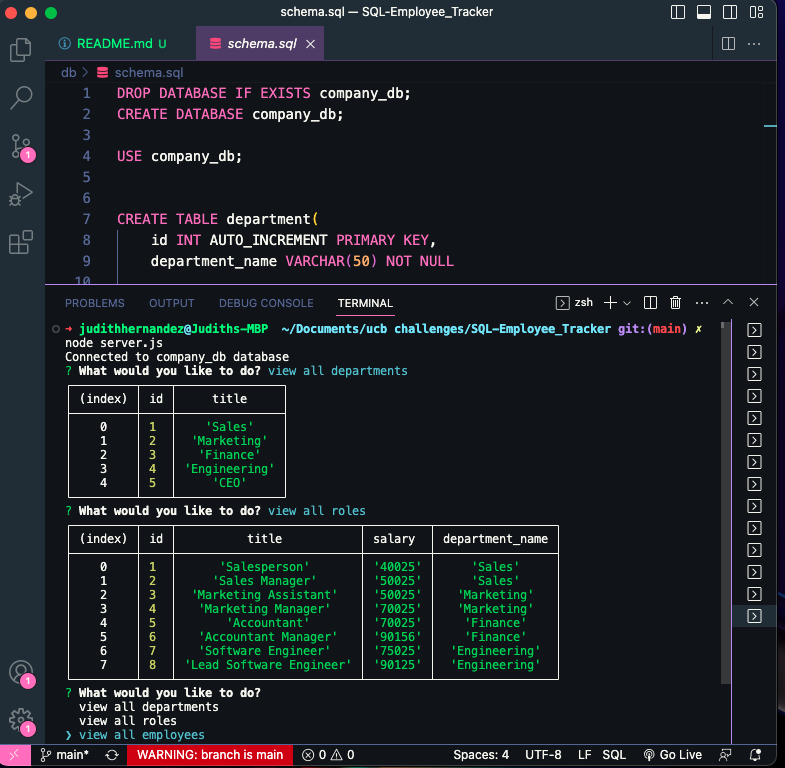 schema.sql — SQL-Employee_Tracker
README.md U
schema.sql
db > schema.sql
1 DROP DATABASE IF EXISTS company_db;
2 CREATE DATABASE company_db;
3
4 USE company_db;
5
6
7 CREATE TABLE department(
8 id INT AUTO_INCREMENT PRIMARY KEY,
9 department_name VARCHAR(50) NOT NULL
10
1
PROBLEMS OUTPUT DEBUG CONSOLE TERMINAL zsh
→ judithhernandez@Judiths-MBP ~/Documents/ucb challenges/SQL-Employee_Tracker git:(main) ✗
node server.js
Connected to company_db database
? What would you like to do? view all departments
(index) id title
0 1 'Sales'
1 2 'Marketing'
2 3 'Finance'
3 4 'Engineering'
4 5 'CEO'
? What would you like to do? view all roles
(index) id title salary department_name
0 1 'Salesperson' '40025' 'Sales'
1 2 'Sales Manager' '50025' 'Sales'
2 3 'Marketing Assistant' '50025' 'Marketing'
3 4 'Marketing Manager' '70025' 'Marketing'
4 5 'Accountant' '70025' 'Finance'
5 6 'Accountant Manager' '90156' 'Finance'
6 7 'Software Engineer' '75025' 'Engineering'
7 8 'Lead Software Engineer' '90125' 'Engineering'
? What would you like to do?
view all departments
view all roles
❯ view all employees
1
1
main* WARNING: branch is main 0 0 Spaces: 4 UTF-8 LF SQL Go Live